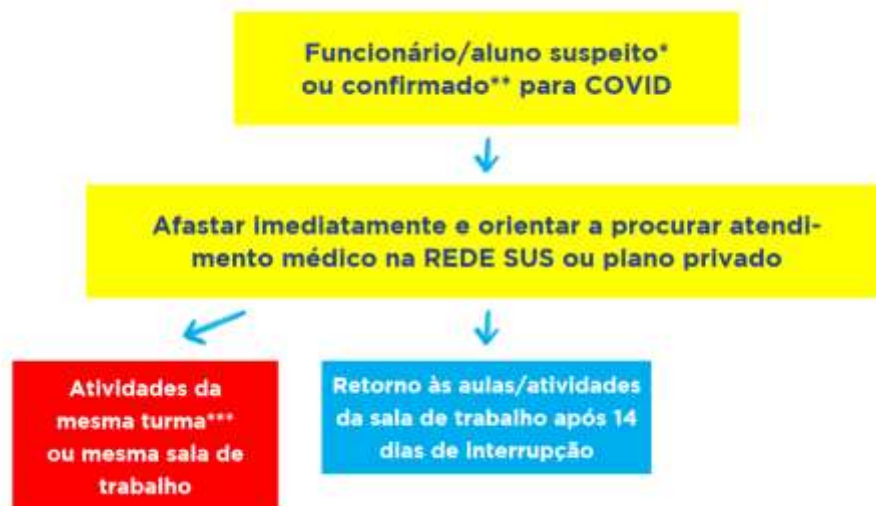 Funcionário/aluno suspeito*
ou confirmado** para COVID
Afastar imediatamente e orientar a procurar atendi-
mento médico na REDE SUS ou plano privado
Atividades da
mesma turma***
ou mesma sala de
trabalho
Retorno às aulas/atividades
da sala de trabalho após 14
dias de interrupção